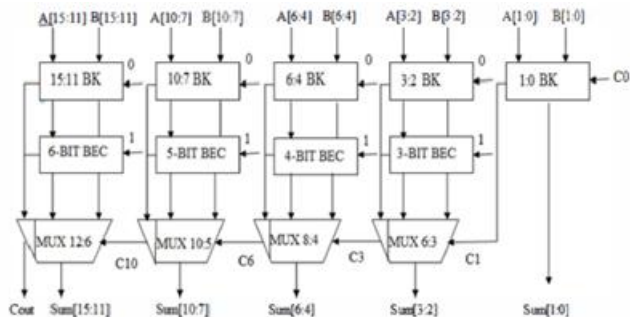 A[15:11] B[15:11] A[10:7] B[10:7] A[6:4] B[6:4] A[3:2] B[3:2] A[1:0] B[1:0]
0 0 0 0
15:11 BK 10:7 BK 6:4 BK 3:2 BK 1:0 BK C0
1 1 1 1
6-BIT BEC 5-BIT BEC 4-BIT BEC 3-BIT BEC
MUX 12:6 MUX 10:5 MUX 8:4 MUX 6:3
C10 C6 C3 C1
Cout Sum[15:11] Sum[10:7] Sum[6:4] Sum[3:2] Sum[1:0]